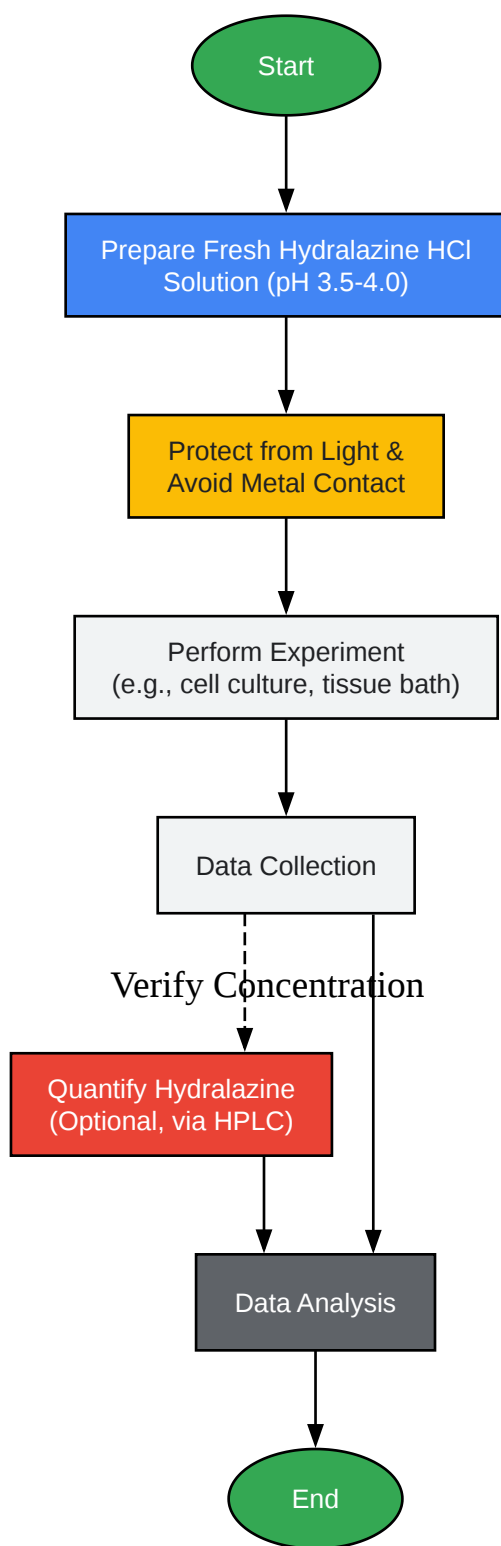 Start
Prepare Fresh Hydralazine HCl
Solution (pH 3.5-4.0)
Protect from Light &
Avoid Metal Contact
Perform Experiment
(e.g., cell culture, tissue bath)
Data Collection
Verify Concentration
Quantify Hydralazine
(Optional, via HPLC)
Data Analysis
End